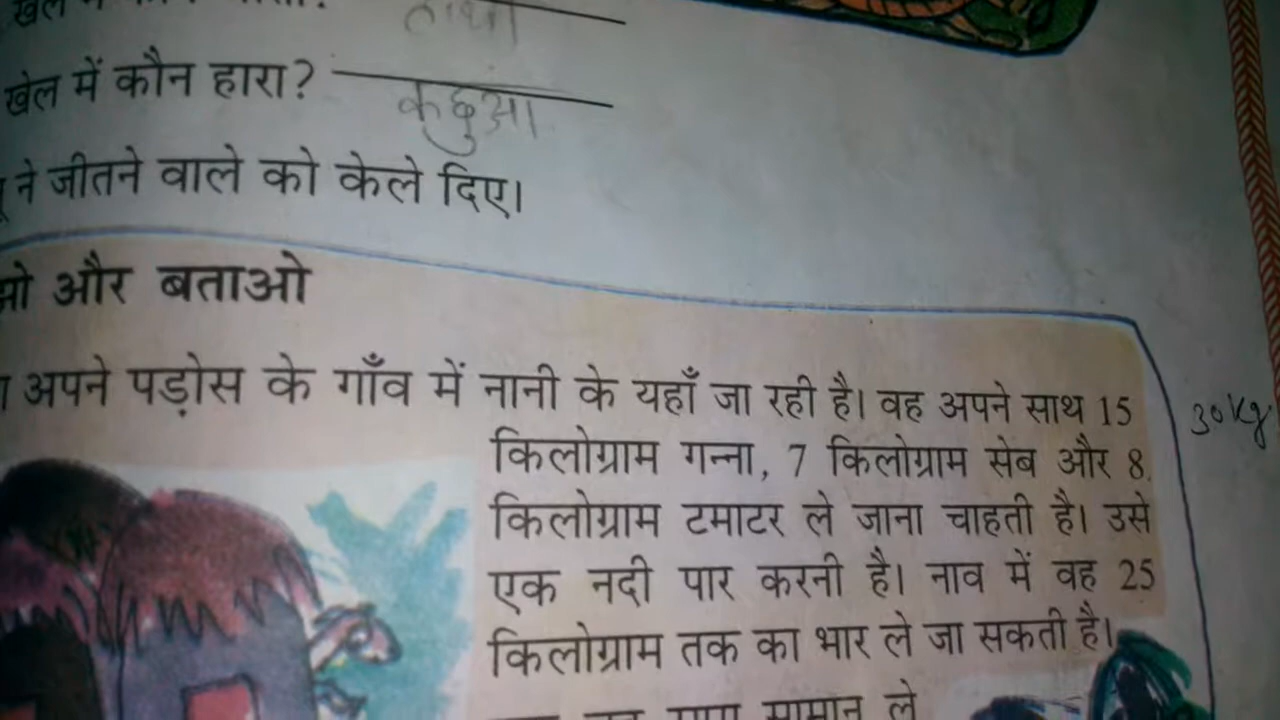 हाथी
खेल में कौन हारा?
कछुआ
ने जीतने वाले को केले दिए।
और बताओ
अपने पड़ोस के गाँव में नानी के यहाँ जा रही है। वह अपने साथ 15
30kg
किलोग्राम गन्ना, 7 किलोग्राम सेब और 8
किलोग्राम टमाटर ले जाना चाहती है। उसे
एक नदी पार करनी है। नाव में वह 25
किलोग्राम तक का भार ले जा सकती है।
सामान ले